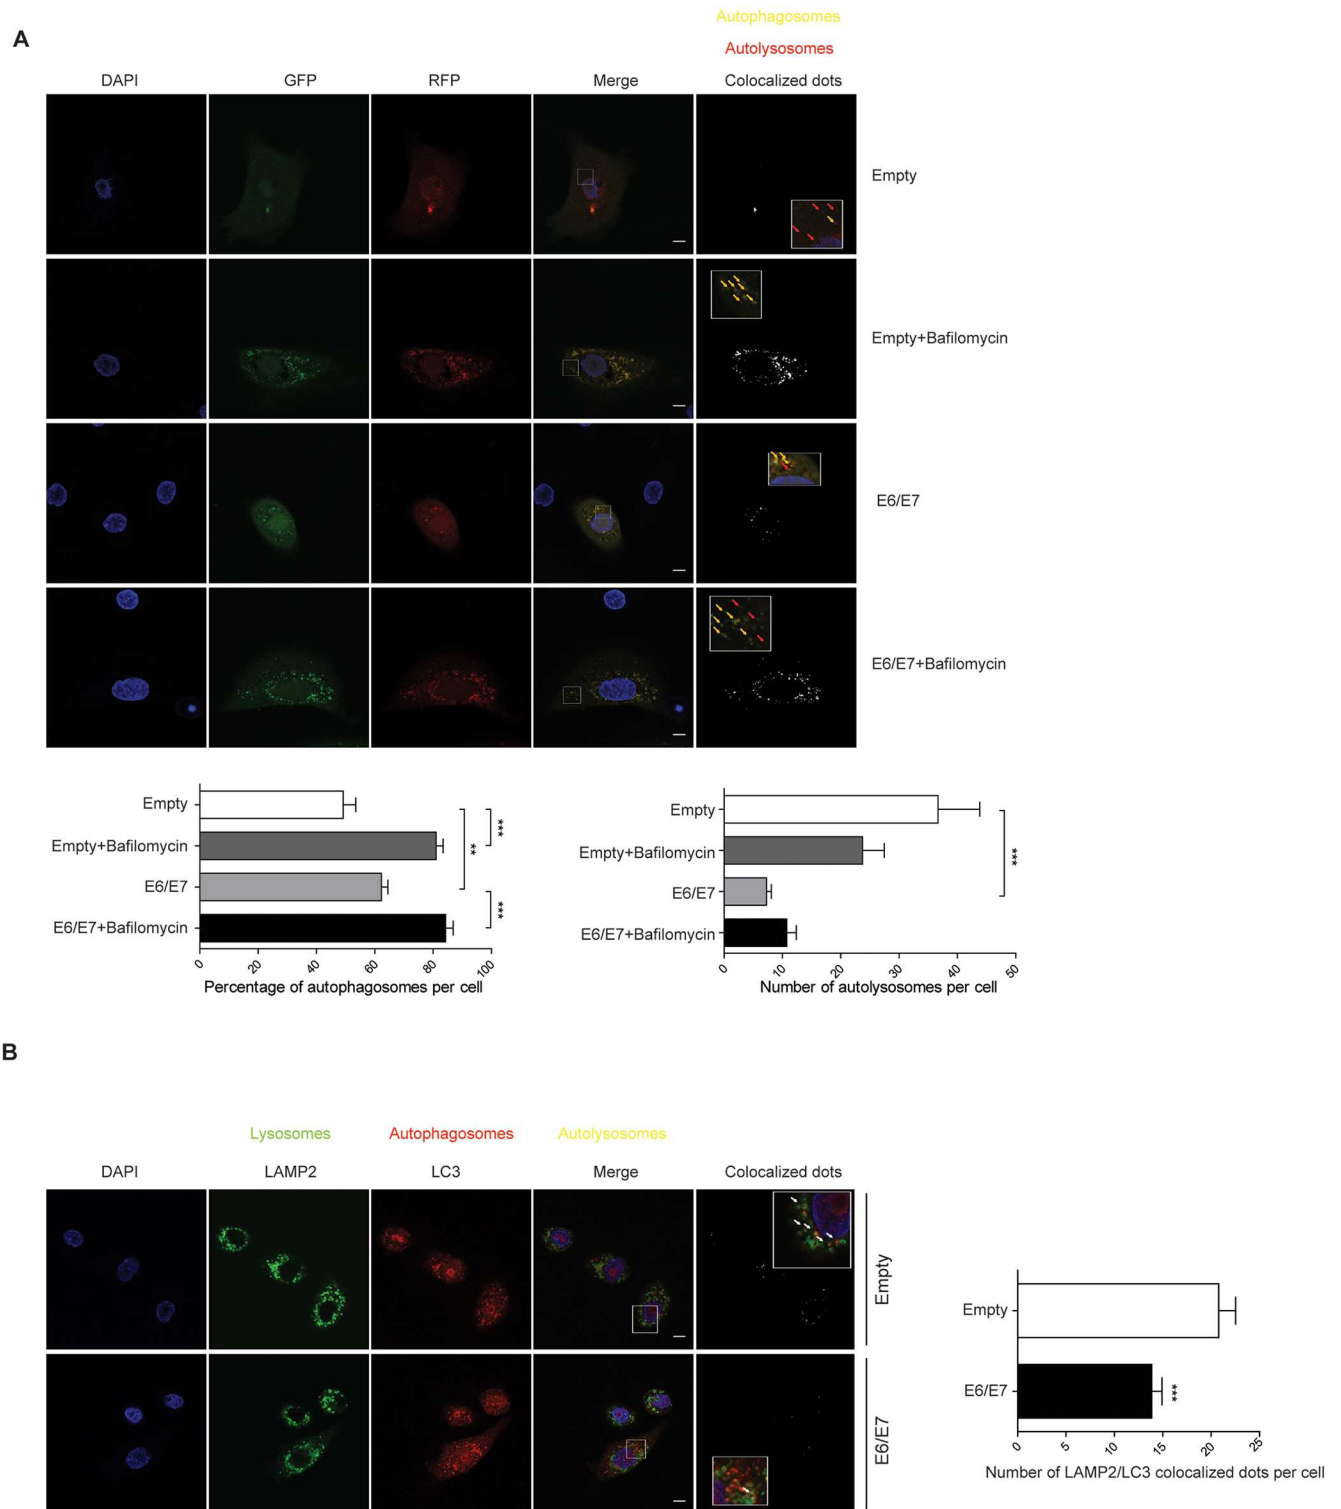 Autophagosomes
A
Autolysosomes
DAPI GFP RFP Merge Colocalized dots
Empty
Empty+Bafilomycin
E6/E7
E6/E7+Bafilomycin
Empty
Empty+Bafilomycin
E6/E7
E6/E7+Bafilomycin
*** ** ***
0 20 40 60 80 100
Percentage of autophagosomes per cell
Empty
Empty+Bafilomycin
E6/E7
E6/E7+Bafilomycin
***
0 10 20 30 40 50
Number of autolysosomes per cell
B
Lysosomes Autophagosomes Autolysosomes
DAPI LAMP2 LC3 Merge Colocalized dots
Empty
E6/E7
Empty
E6/E7
***
0 5 10 15 20 25
Number of LAMP2/LC3 colocalized dots per cell